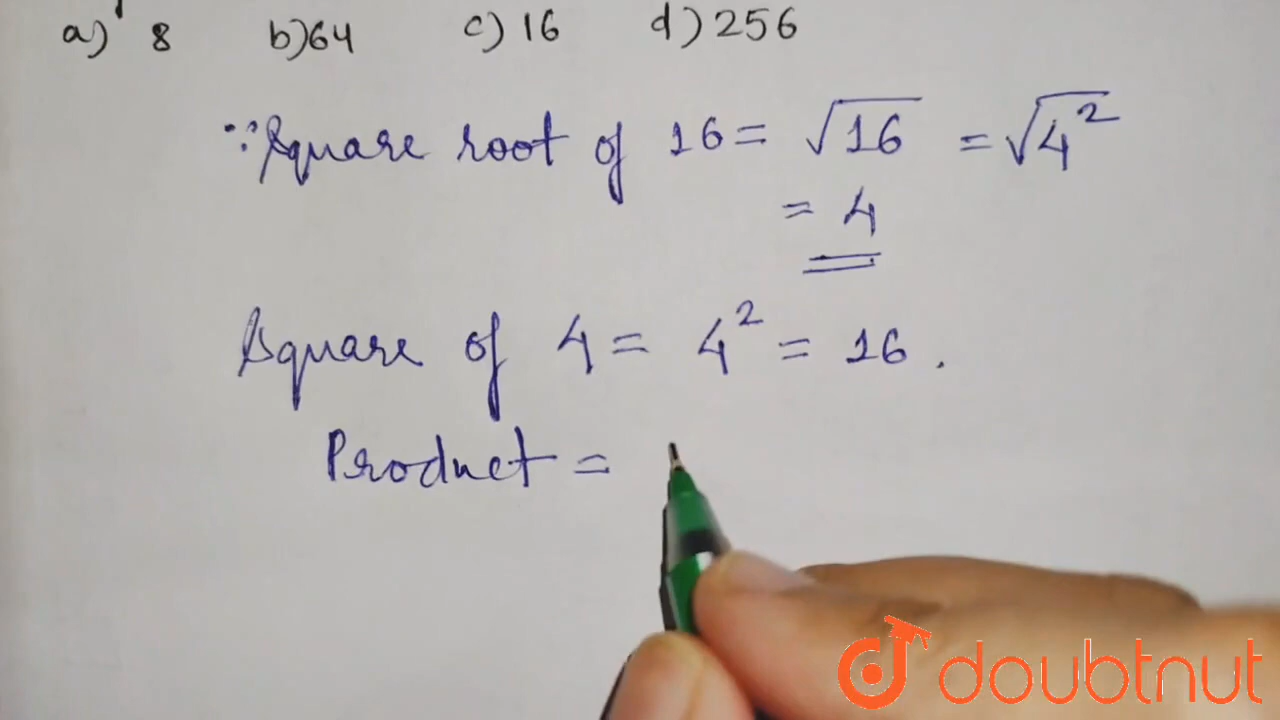 a) 8 b) 64 c) 16 d) 256
∵ Square root of 16 = √16 = √4²
= 4
Square of 4 = 4² = 16 .
Product =
doubtnut